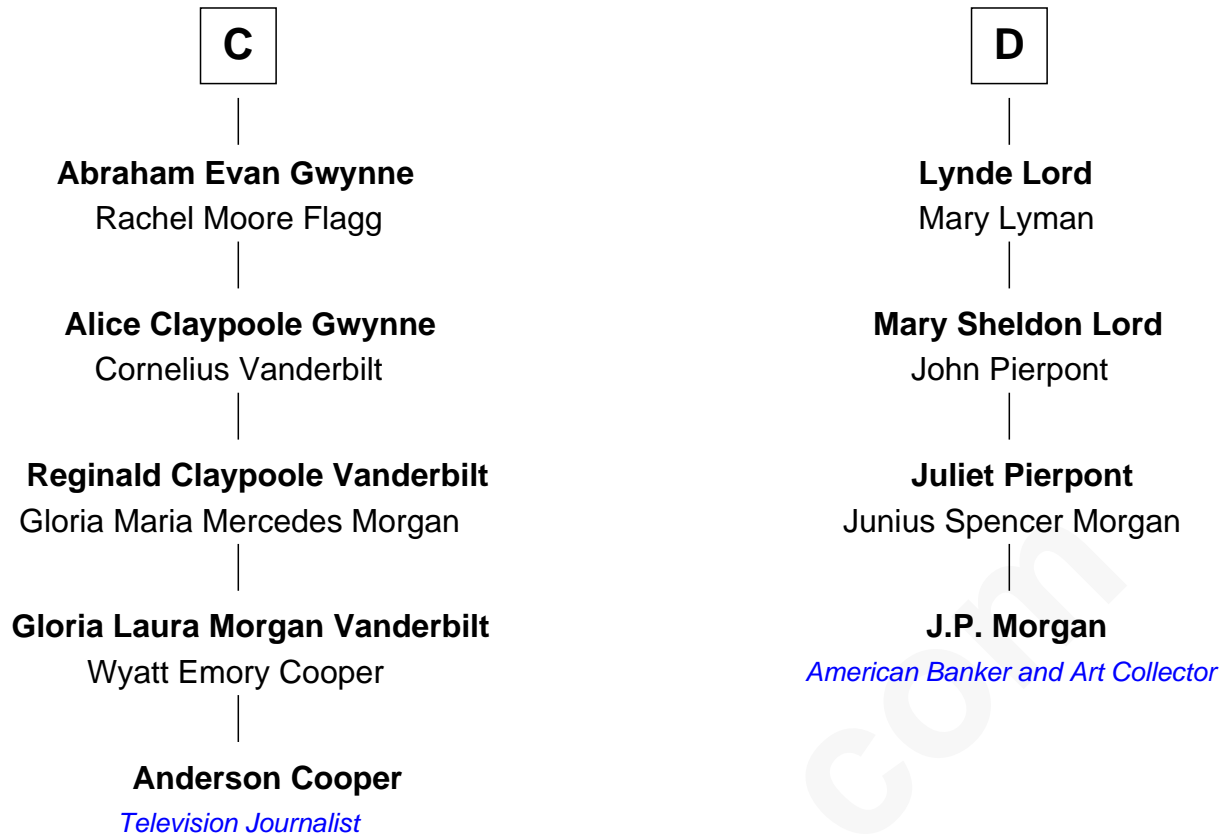 C
Abraham Evan Gwynne
Rachel Moore Flagg
Alice Claypoole Gwynne
Cornelius Vanderbilt
Reginald Claypoole Vanderbilt
Gloria Maria Mercedes Morgan
Gloria Laura Morgan Vanderbilt
Wyatt Emory Cooper
Anderson Cooper
Television Journalist
D
Lynde Lord
Mary Lyman
Mary Sheldon Lord
John Pierpont
Juliet Pierpont
Junius Spencer Morgan
J.P. Morgan
American Banker and Art Collector
com